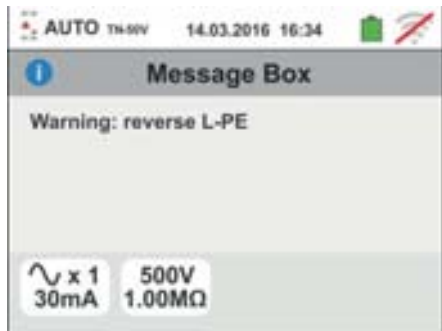 AUTO TN-50V 14.03.2016 16:34
Message Box
Warning: reverse L-PE
x 1 500V
30mA 1.00MΩ